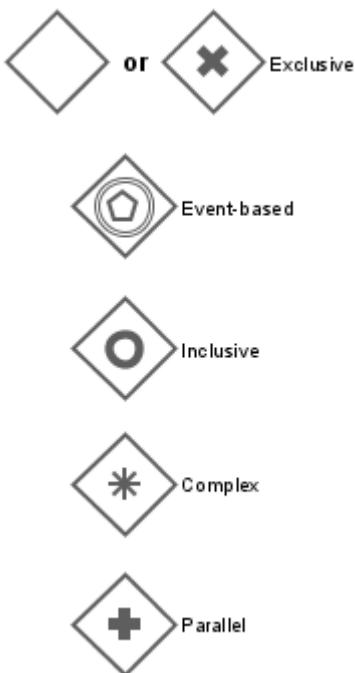 or Exclusive
Event-based
Inclusive
Complex
Parallel